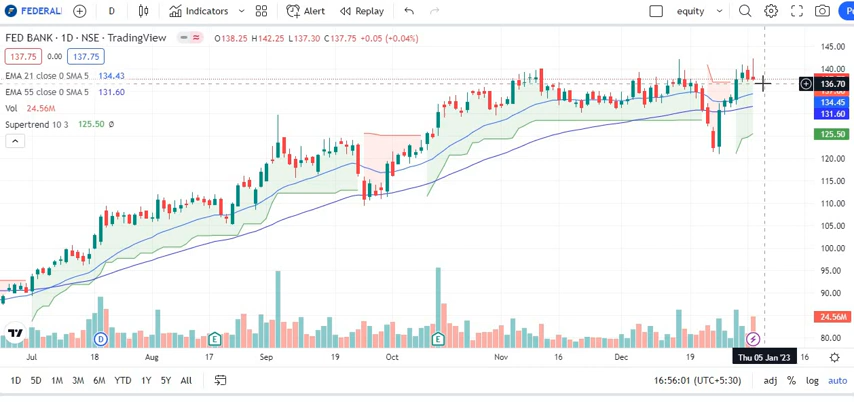 FEDERAL D Indicators Alert Replay equity P
FED BANK · 1D · NSE · TradingView O138.25 H142.25 L137.30 C137.75 +0.05 (+0.04%)
137.75 0.00 137.75
EMA 21 close 0 SMA 5 134.43
EMA 55 close 0 SMA 5 131.60
Vol 24.56M
Supertrend 10 3 125.50 Ø
145.00
140.00
136.70
134.45
131.60
125.50
120.00
115.00
110.00
105.00
100.00
95.00
90.00
85.00
24.56M
80.00
D E E
Jul 18 Aug 17 Sep 19 Oct Nov 16 Dec 19 Thu 05 Jan '23 16
1D 5D 1M 3M 6M YTD 1Y 5Y All 16:56:01 (UTC+5:30) adj % log auto